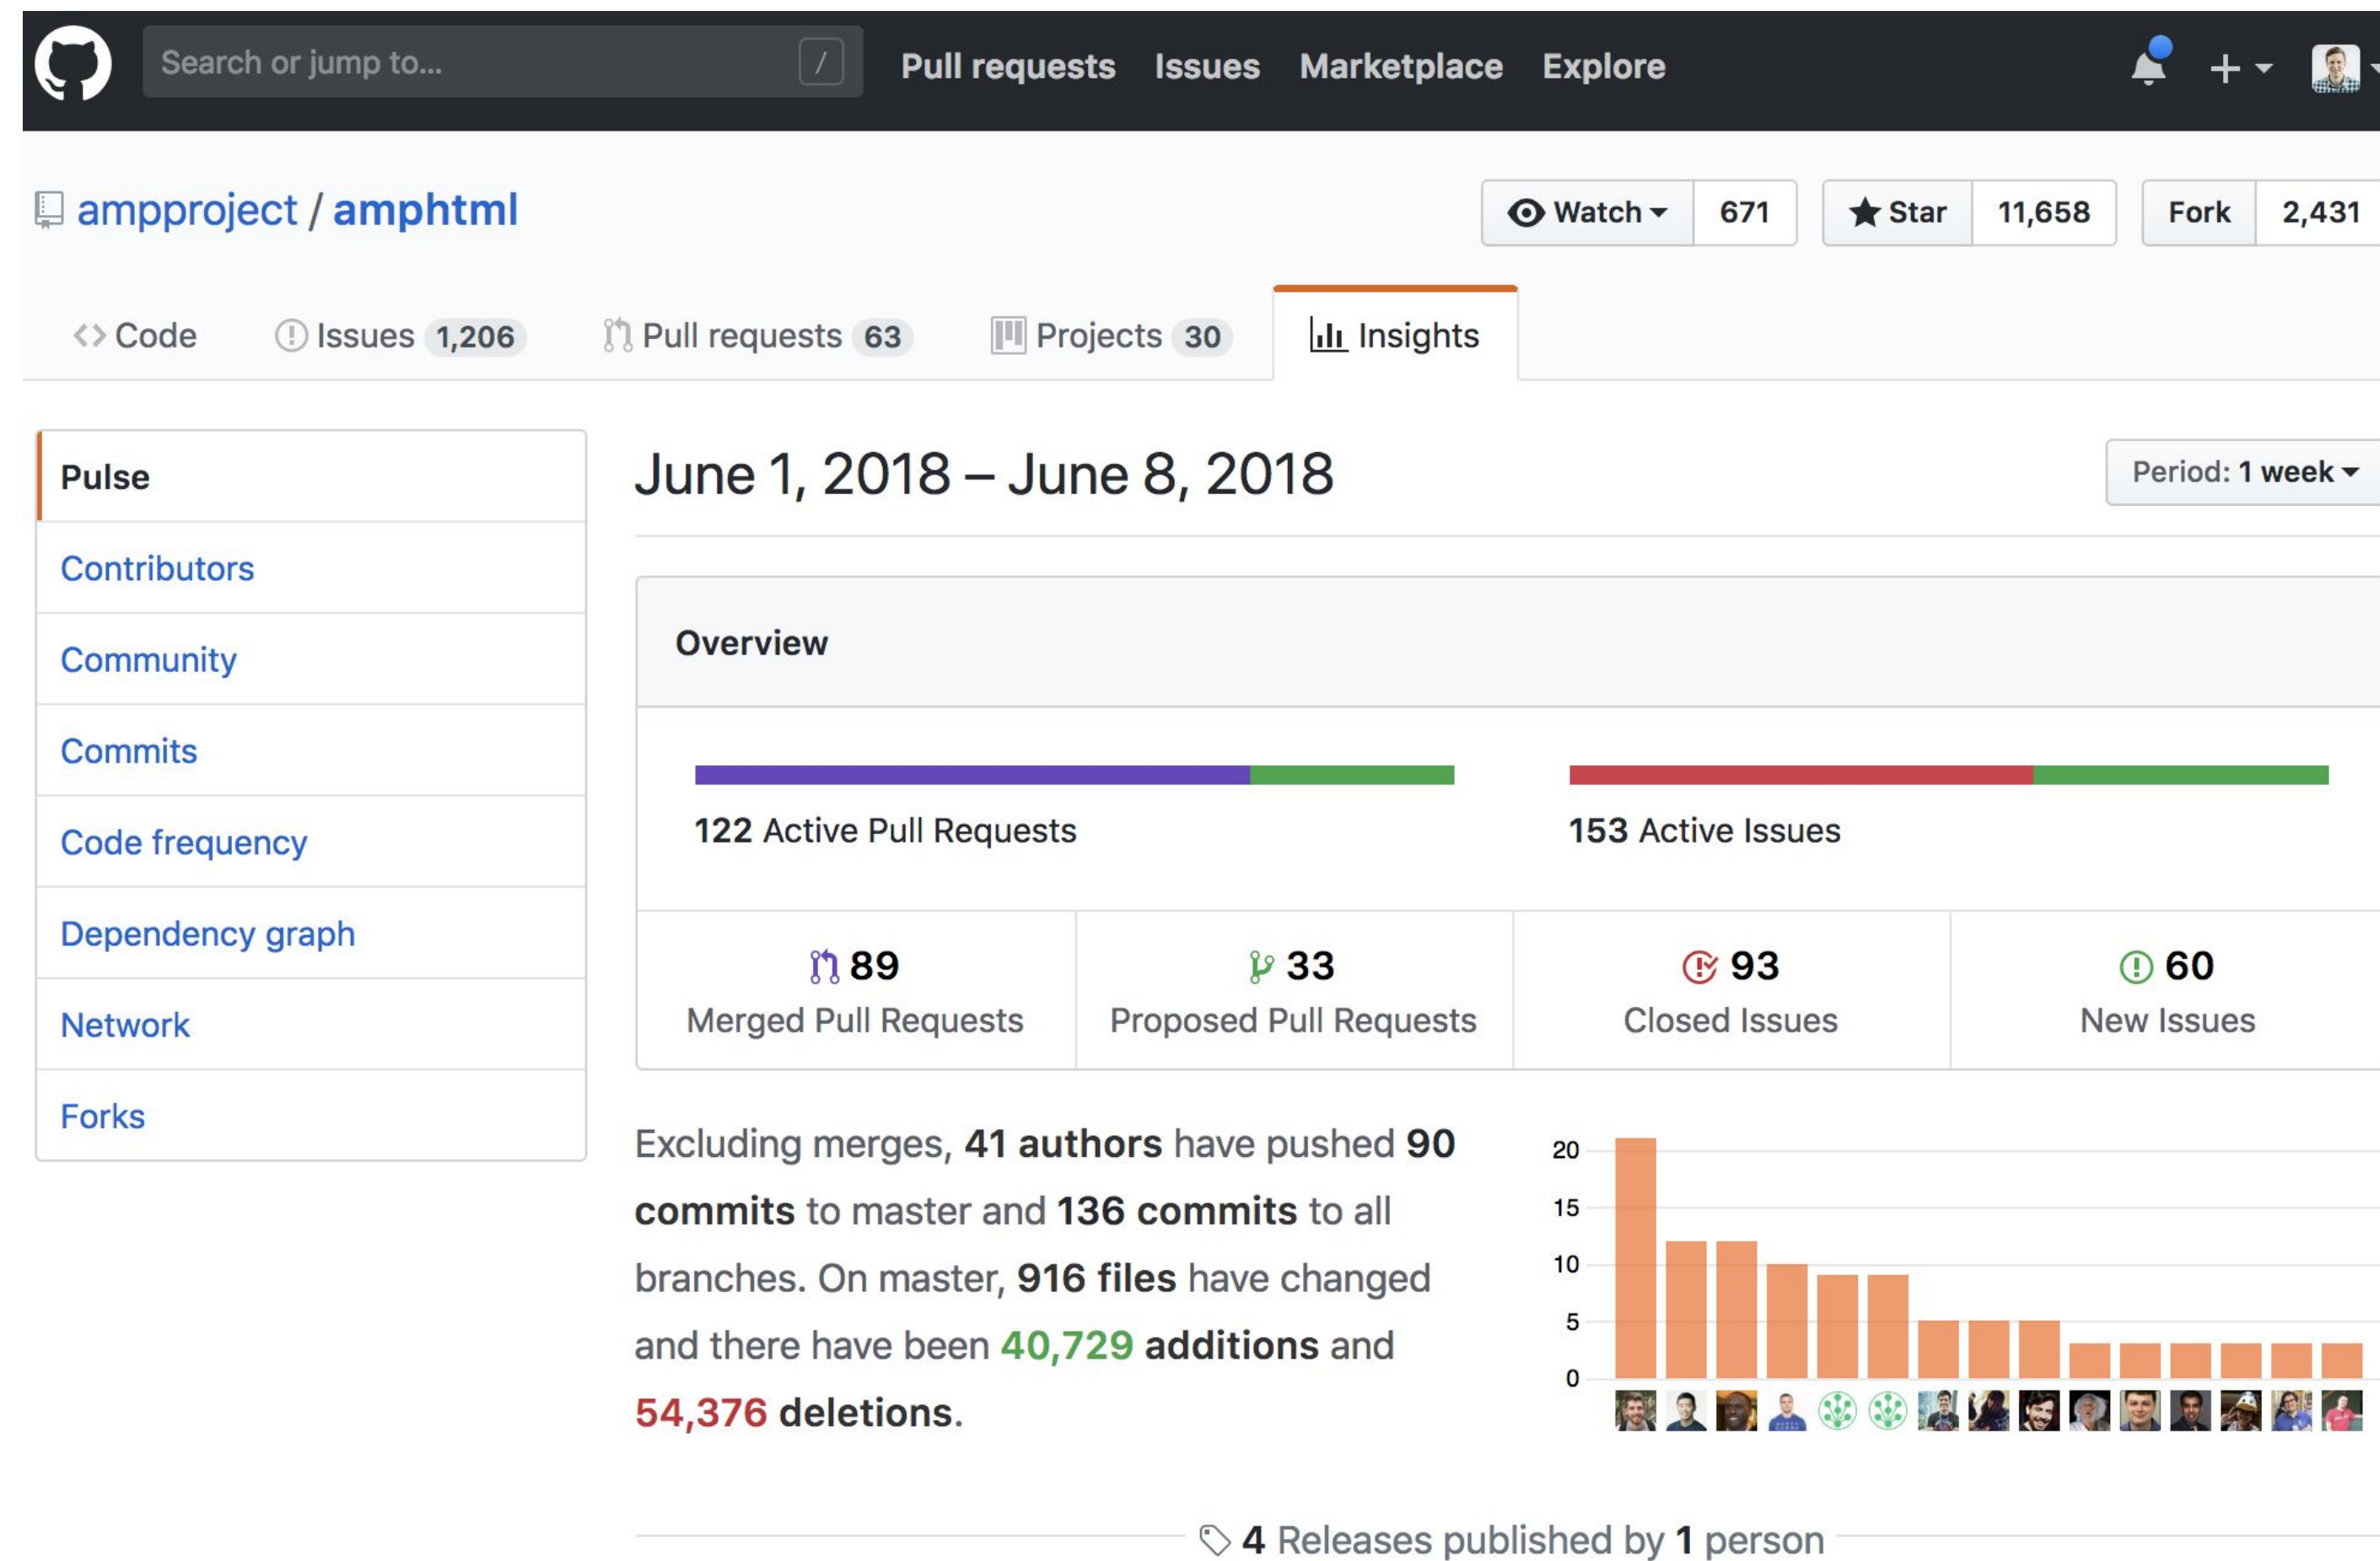 Search or jump to... / Pull requests Issues Marketplace Explore
ampproject / amphtml Watch 671 Star 11,658 Fork 2,431
Code Issues 1,206 Pull requests 63 Projects 30 Insights
Pulse
Contributors
Community
Commits
Code frequency
Dependency graph
Network
Forks
June 1, 2018 – June 8, 2018 Period: 1 week
Overview
122 Active Pull Requests 153 Active Issues
89 33 93 60
Merged Pull Requests Proposed Pull Requests Closed Issues New Issues
Excluding merges, 41 authors have pushed 90
commits to master and 136 commits to all
branches. On master, 916 files have changed
and there have been 40,729 additions and
54,376 deletions.
20
15
10
5
0
4 Releases published by 1 person